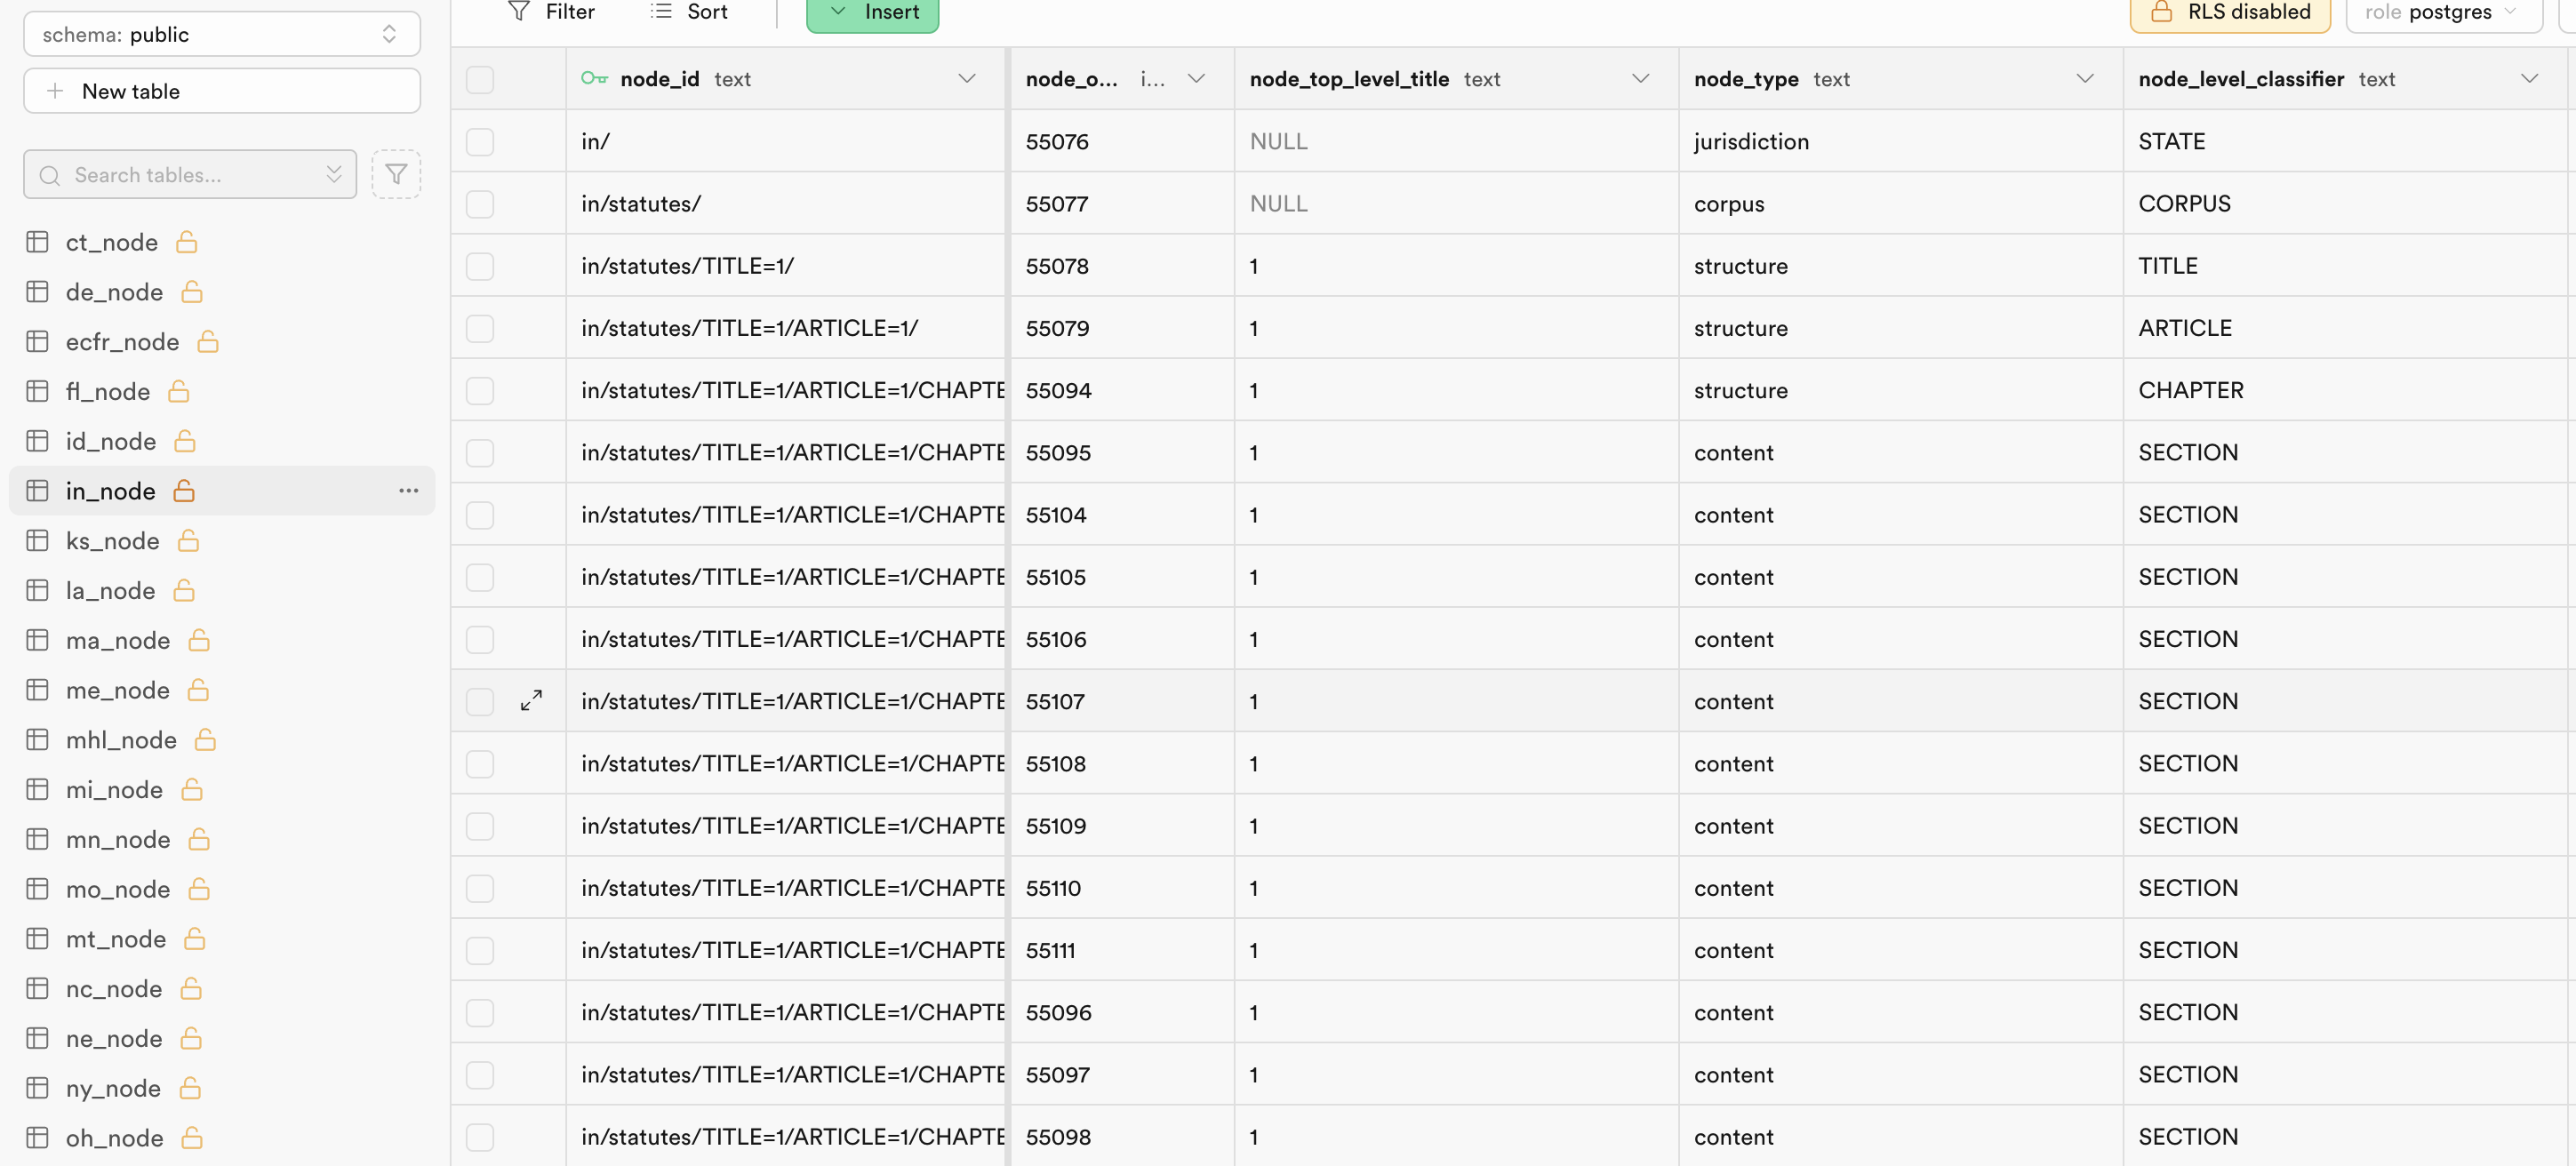 schema: public
New table
Search tables...
ct_node
de_node
ecfr_node
fl_node
id_node
in_node
ks_node
la_node
ma_node
me_node
mhl_node
mi_node
mn_node
mo_node
mt_node
nc_node
ne_node
ny_node
oh_node
Filter Sort Insert RLS disabled role postgres
node_id text node_o... i... node_top_level_title text node_type text node_level_classifier text
in/ 55076 NULL jurisdiction STATE
in/statutes/ 55077 NULL corpus CORPUS
in/statutes/TITLE=1/ 55078 1 structure TITLE
in/statutes/TITLE=1/ARTICLE=1/ 55079 1 structure ARTICLE
in/statutes/TITLE=1/ARTICLE=1/CHAPTE 55094 1 structure CHAPTER
in/statutes/TITLE=1/ARTICLE=1/CHAPTE 55095 1 content SECTION
in/statutes/TITLE=1/ARTICLE=1/CHAPTE 55104 1 content SECTION
in/statutes/TITLE=1/ARTICLE=1/CHAPTE 55105 1 content SECTION
in/statutes/TITLE=1/ARTICLE=1/CHAPTE 55106 1 content SECTION
in/statutes/TITLE=1/ARTICLE=1/CHAPTE 55107 1 content SECTION
in/statutes/TITLE=1/ARTICLE=1/CHAPTE 55108 1 content SECTION
in/statutes/TITLE=1/ARTICLE=1/CHAPTE 55109 1 content SECTION
in/statutes/TITLE=1/ARTICLE=1/CHAPTE 55110 1 content SECTION
in/statutes/TITLE=1/ARTICLE=1/CHAPTE 55111 1 content SECTION
in/statutes/TITLE=1/ARTICLE=1/CHAPTE 55096 1 content SECTION
in/statutes/TITLE=1/ARTICLE=1/CHAPTE 55097 1 content SECTION
in/statutes/TITLE=1/ARTICLE=1/CHAPTE 55098 1 content SECTION